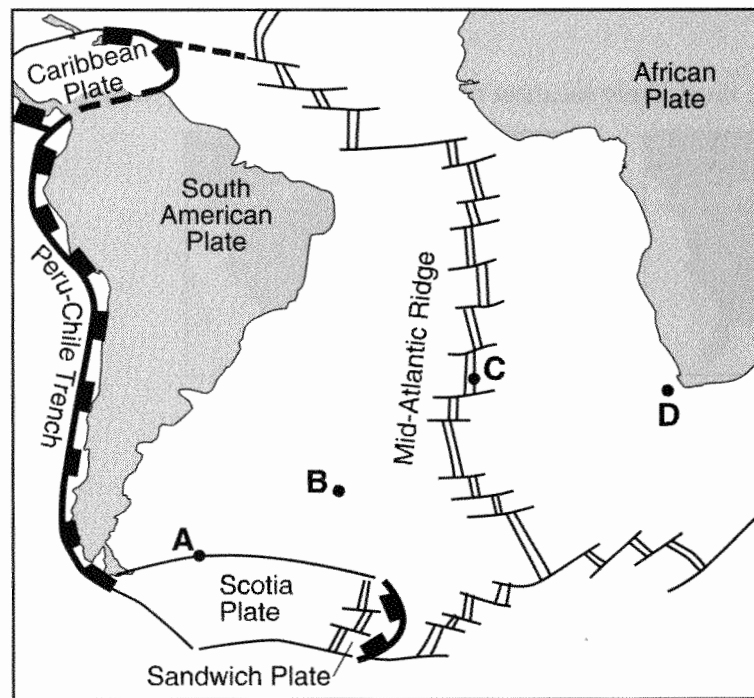 Caribbean
Plate
African
Plate
South
American
Plate
Peru-Chile Trench
Mid-Atlantic Ridge
C
D
B
A
Scotia
Plate
Sandwich Plate